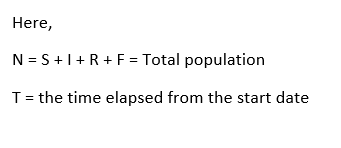 Here,
N = S + I + R + F = Total population
T = the time elapsed from the start date